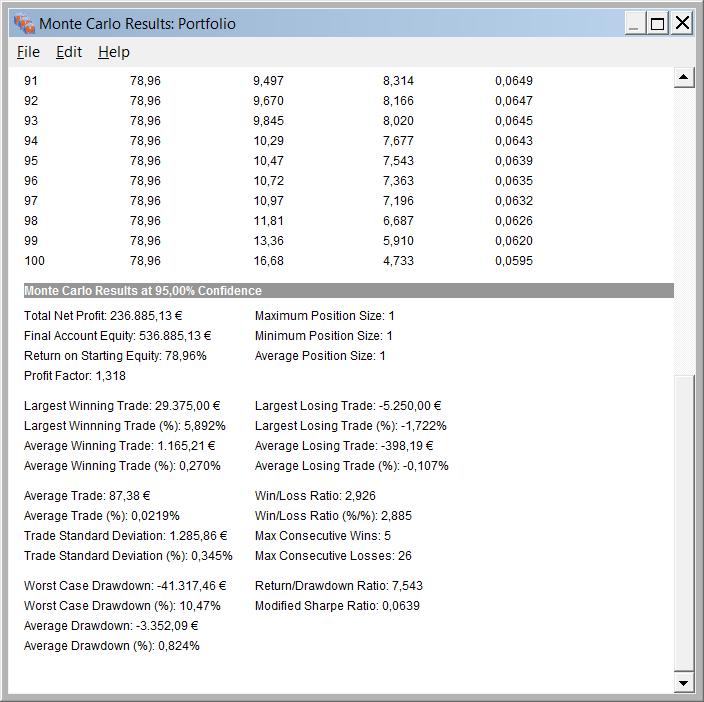 Monte Carlo Results: Portfolio
File Edit Help
91 78,96 9,497 8,314 0,0649
92 78,96 9,670 8,166 0,0647
93 78,96 9,845 8,020 0,0645
94 78,96 10,29 7,677 0,0643
95 78,96 10,47 7,543 0,0639
96 78,96 10,72 7,363 0,0635
97 78,96 10,97 7,196 0,0632
98 78,96 11,81 6,687 0,0626
99 78,96 13,36 5,910 0,0620
100 78,96 16,68 4,733 0,0595
Monte Carlo Results at 95,00% Confidence
Total Net Profit: 236.885,13 € Maximum Position Size: 1
Final Account Equity: 536.885,13 € Minimum Position Size: 1
Return on Starting Equity: 78,96% Average Position Size: 1
Profit Factor: 1,318
Largest Winning Trade: 29.375,00 € Largest Losing Trade: -5.250,00 €
Largest Winnning Trade (%): 5,892% Largest Losing Trade (%): -1,722%
Average Winning Trade: 1.165,21 € Average Losing Trade: -398,19 €
Average Winning Trade (%): 0,270% Average Losing Trade (%): -0,107%
Average Trade: 87,38 € Win/Loss Ratio: 2,926
Average Trade (%): 0,0219% Win/Loss Ratio (%/%): 2,885
Trade Standard Deviation: 1.285,86 € Max Consecutive Wins: 5
Trade Standard Deviation (%): 0,345% Max Consecutive Losses: 26
Worst Case Drawdown: -41.317,46 € Return/Drawdown Ratio: 7,543
Worst Case Drawdown (%): 10,47% Modified Sharpe Ratio: 0,0639
Average Drawdown: -3.352,09 €
Average Drawdown (%): 0,824%